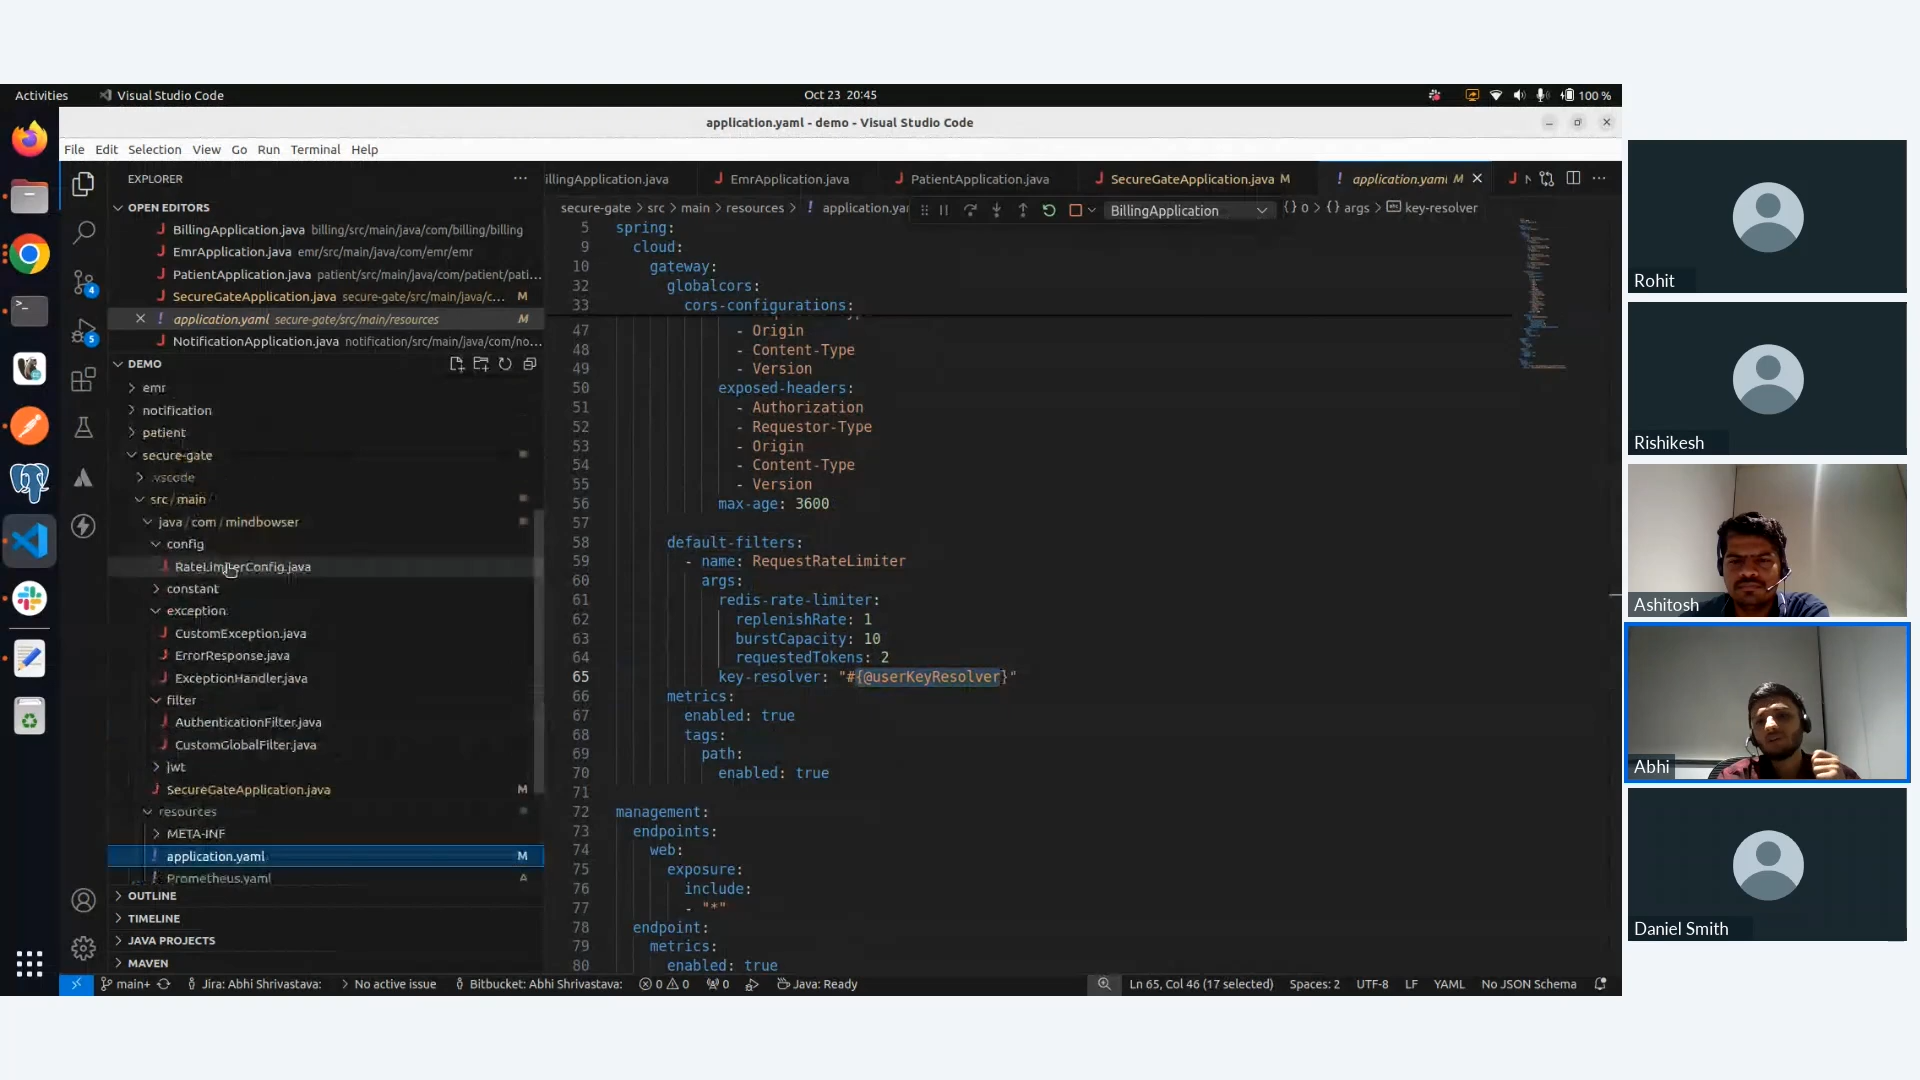 Activities
Visual Studio Code
Oct 23 20:45
100 %
application.yaml - demo - Visual Studio Code
File Edit Selection View Go Run Terminal Help
EXPLORER
OPEN EDITORS
BillingApplication.java billing/src/main/java/com/billing/billing
EmrApplication.java emr/src/main/java/com/emr/emr
PatientApplication.java patient/src/main/java/com/patient/pati...
SecureGateApplication.java secure-gate/src/main/java/c... M
application.yaml secure-gate/src/main/resources M
NotificationApplication.java notification/src/main/java/com/no...
4
5
DEMO
emr
notification
patient
secure-gate
.vscode
src / main
java / com / mindbowser
config
RateLimiterConfig.java
constant
exception
CustomException.java
ErrorResponse.java
ExceptionHandler.java
filter
AuthenticationFilter.java
CustomGlobalFilter.java
jwt
SecureGateApplication.java M
resources
META-INF
application.yaml M
Prometheus.yaml A
OUTLINE
TIMELINE
JAVA PROJECTS
MAVEN
illingApplication.java
EmrApplication.java
PatientApplication.java
SecureGateApplication.java M
application.yaml M
secure-gate > src > main > resources > application.ya
BillingApplication
{} 0 > {} args > key-resolver
5 spring:
9 cloud:
10 gateway:
32 globalcors:
33 cors-configurations:
47 - Origin
48 - Content-Type
49 - Version
50 exposed-headers:
51 - Authorization
52 - Requestor-Type
53 - Origin
54 - Content-Type
55 - Version
56 max-age: 3600
57
58 default-filters:
59 - name: RequestRateLimiter
60 args:
61 redis-rate-limiter:
62 replenishRate: 1
63 burstCapacity: 10
64 requestedTokens: 2
65 key-resolver: "#{@userKeyResolver}"
66 metrics:
67 enabled: true
68 tags:
69 path:
70 enabled: true
71
72 management:
73 endpoints:
74 web:
75 exposure:
76 include:
77 - "*"
78 endpoint:
79 metrics:
80 enabled: true
main+
Jira: Abhi Shrivastava:
No active issue
Bitbucket: Abhi Shrivastava:
0 0
0
Java: Ready
Ln 65, Col 46 (17 selected)
Spaces: 2
UTF-8
LF
YAML
No JSON Schema
Rohit
Rishikesh
Ashitosh
Abhi
Daniel Smith